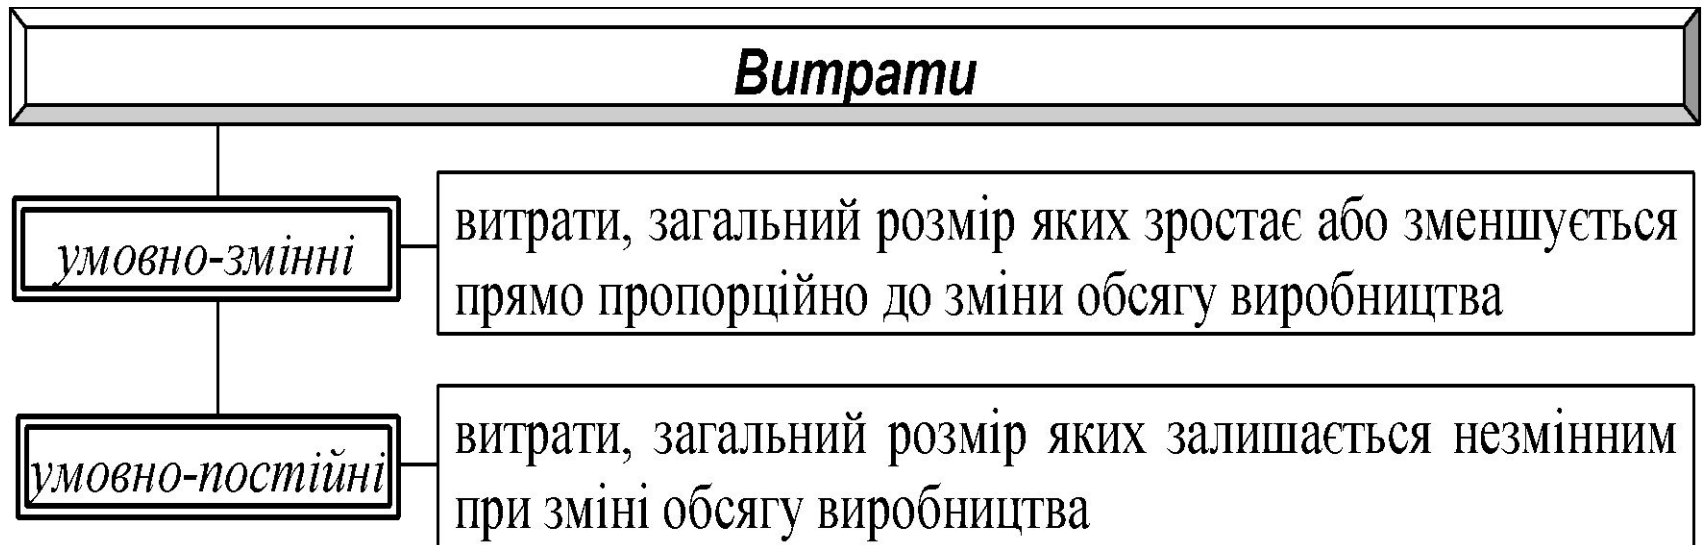 Витрати
умовно-змінні
витрати, загальний розмір яких зростає або зменшується
прямо пропорційно до зміни обсягу виробництва
умовно-постійні
витрати, загальний розмір яких залишається незмінним
при зміні обсягу виробництва